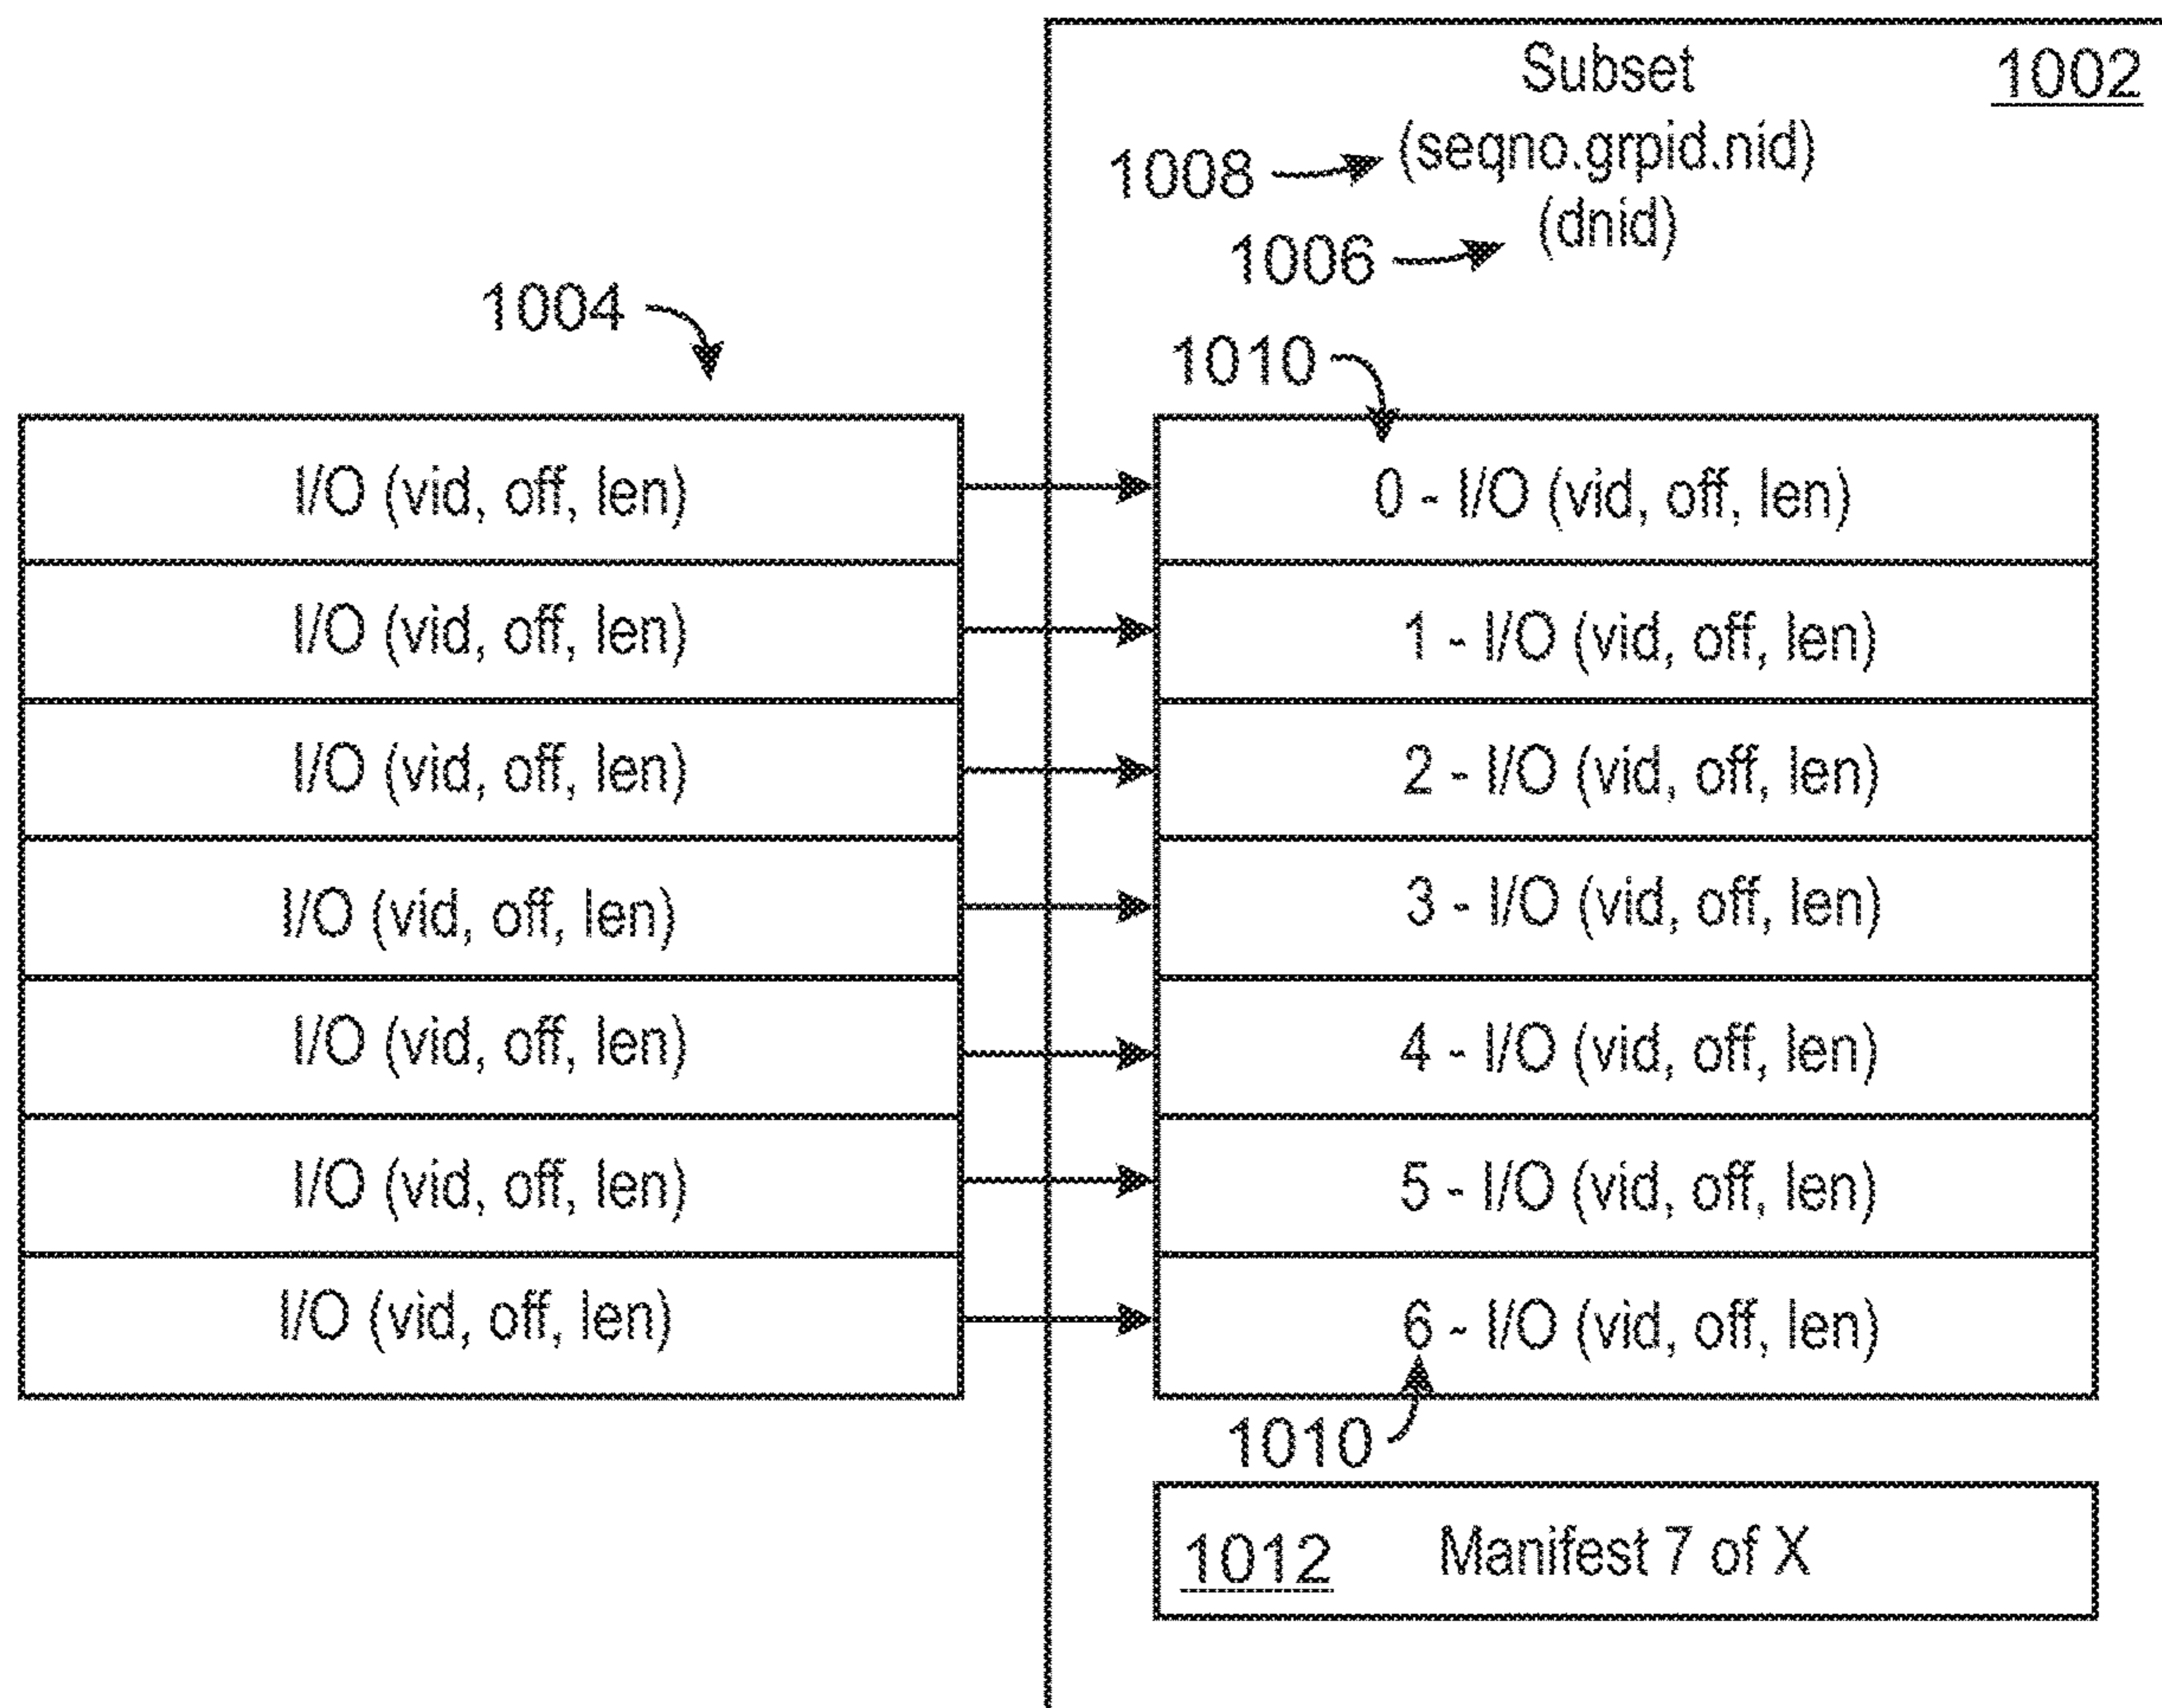 Subset 1002
1008 (seqno.grpid.nid)
1006 (dnid)
1004
1010
I/O (vid, off, len) 0 - I/O (vid, off, len)
I/O (vid, off, len) 1 - I/O (vid, off, len)
I/O (vid, off, len) 2 - I/O (vid, off, len)
I/O (vid, off, len) 3 - I/O (vid, off, len)
I/O (vid, off, len) 4 - I/O (vid, off, len)
I/O (vid, off, len) 5 - I/O (vid, off, len)
I/O (vid, off, len) 6 - I/O (vid, off, len)
1010
1012 Manifest 7 of X